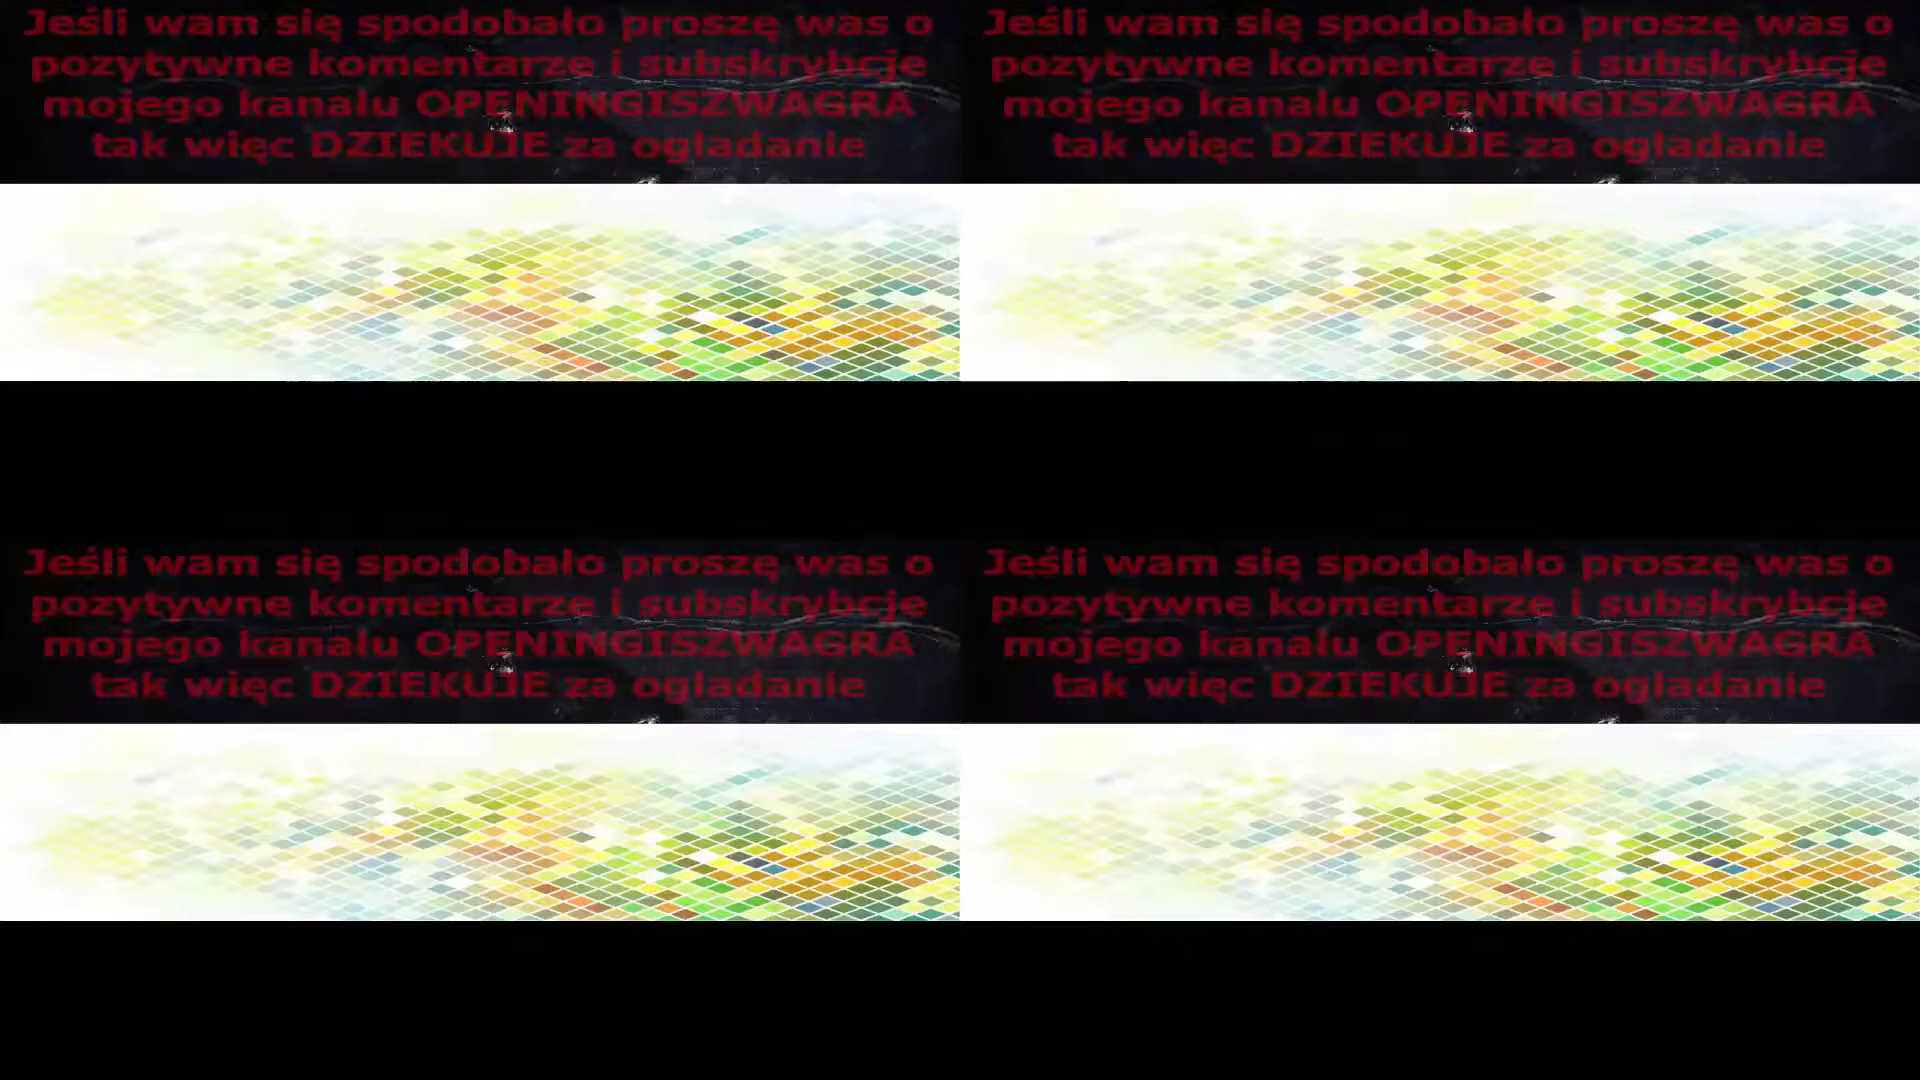 Jeśli wam się spodobało proszę was o
pozytywne komentarze i subskrybcje
mojego kanalu OPENINGISZWAGRA
tak więc DZIEKUJE za ogladanie
Jeśli wam się spodobało proszę was o
pozytywne komentarze i subskrybcje
mojego kanalu OPENINGISZWAGRA
tak więc DZIEKUJE za ogladanie
Jeśli wam się spodobało proszę was o
pozytywne komentarze i subskrybcje
mojego kanalu OPENINGISZWAGRA
tak więc DZIEKUJE za ogladanie
Jeśli wam się spodobało proszę was o
pozytywne komentarze i subskrybcje
mojego kanalu OPENINGISZWAGRA
tak więc DZIEKUJE za ogladanie